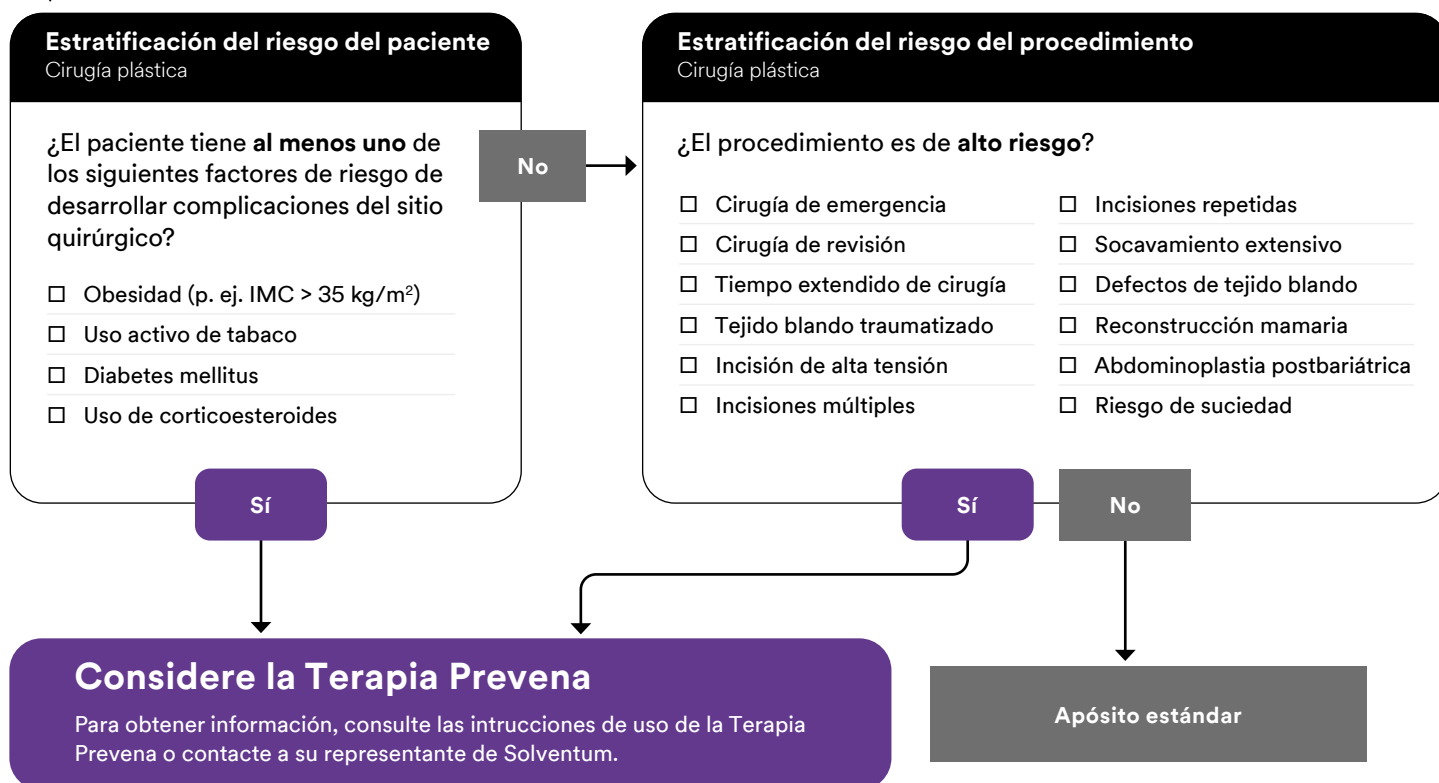 Estratificación del riesgo del paciente
Cirugía plástica
¿El paciente tiene al menos uno de
los siguientes factores de riesgo de
desarrollar complicaciones del sitio
quirúrgico?
☐ Obesidad (p. ej. IMC > 35 kg/m²)
☐ Uso activo de tabaco
☐ Diabetes mellitus
☐ Uso de corticoesteroides
Sí
No
Estratificación del riesgo del procedimiento
Cirugía plástica
¿El procedimiento es de alto riesgo?
☐ Cirugía de emergencia
☐ Cirugía de revisión
☐ Tiempo extendido de cirugía
☐ Tejido blando traumatizado
☐ Incisión de alta tensión
☐ Incisiones múltiples
☐ Incisiones repetidas
☐ Socavamiento extensivo
☐ Defectos de tejido blando
☐ Reconstrucción mamaria
☐ Abdominoplastia postbariátrica
☐ Riesgo de suciedad
Sí
No
Considere la Terapia Prevena
Para obtener información, consulte las intrucciones de uso de la Terapia
Prevena o contacte a su representante de Solventum.
Apósito estándar